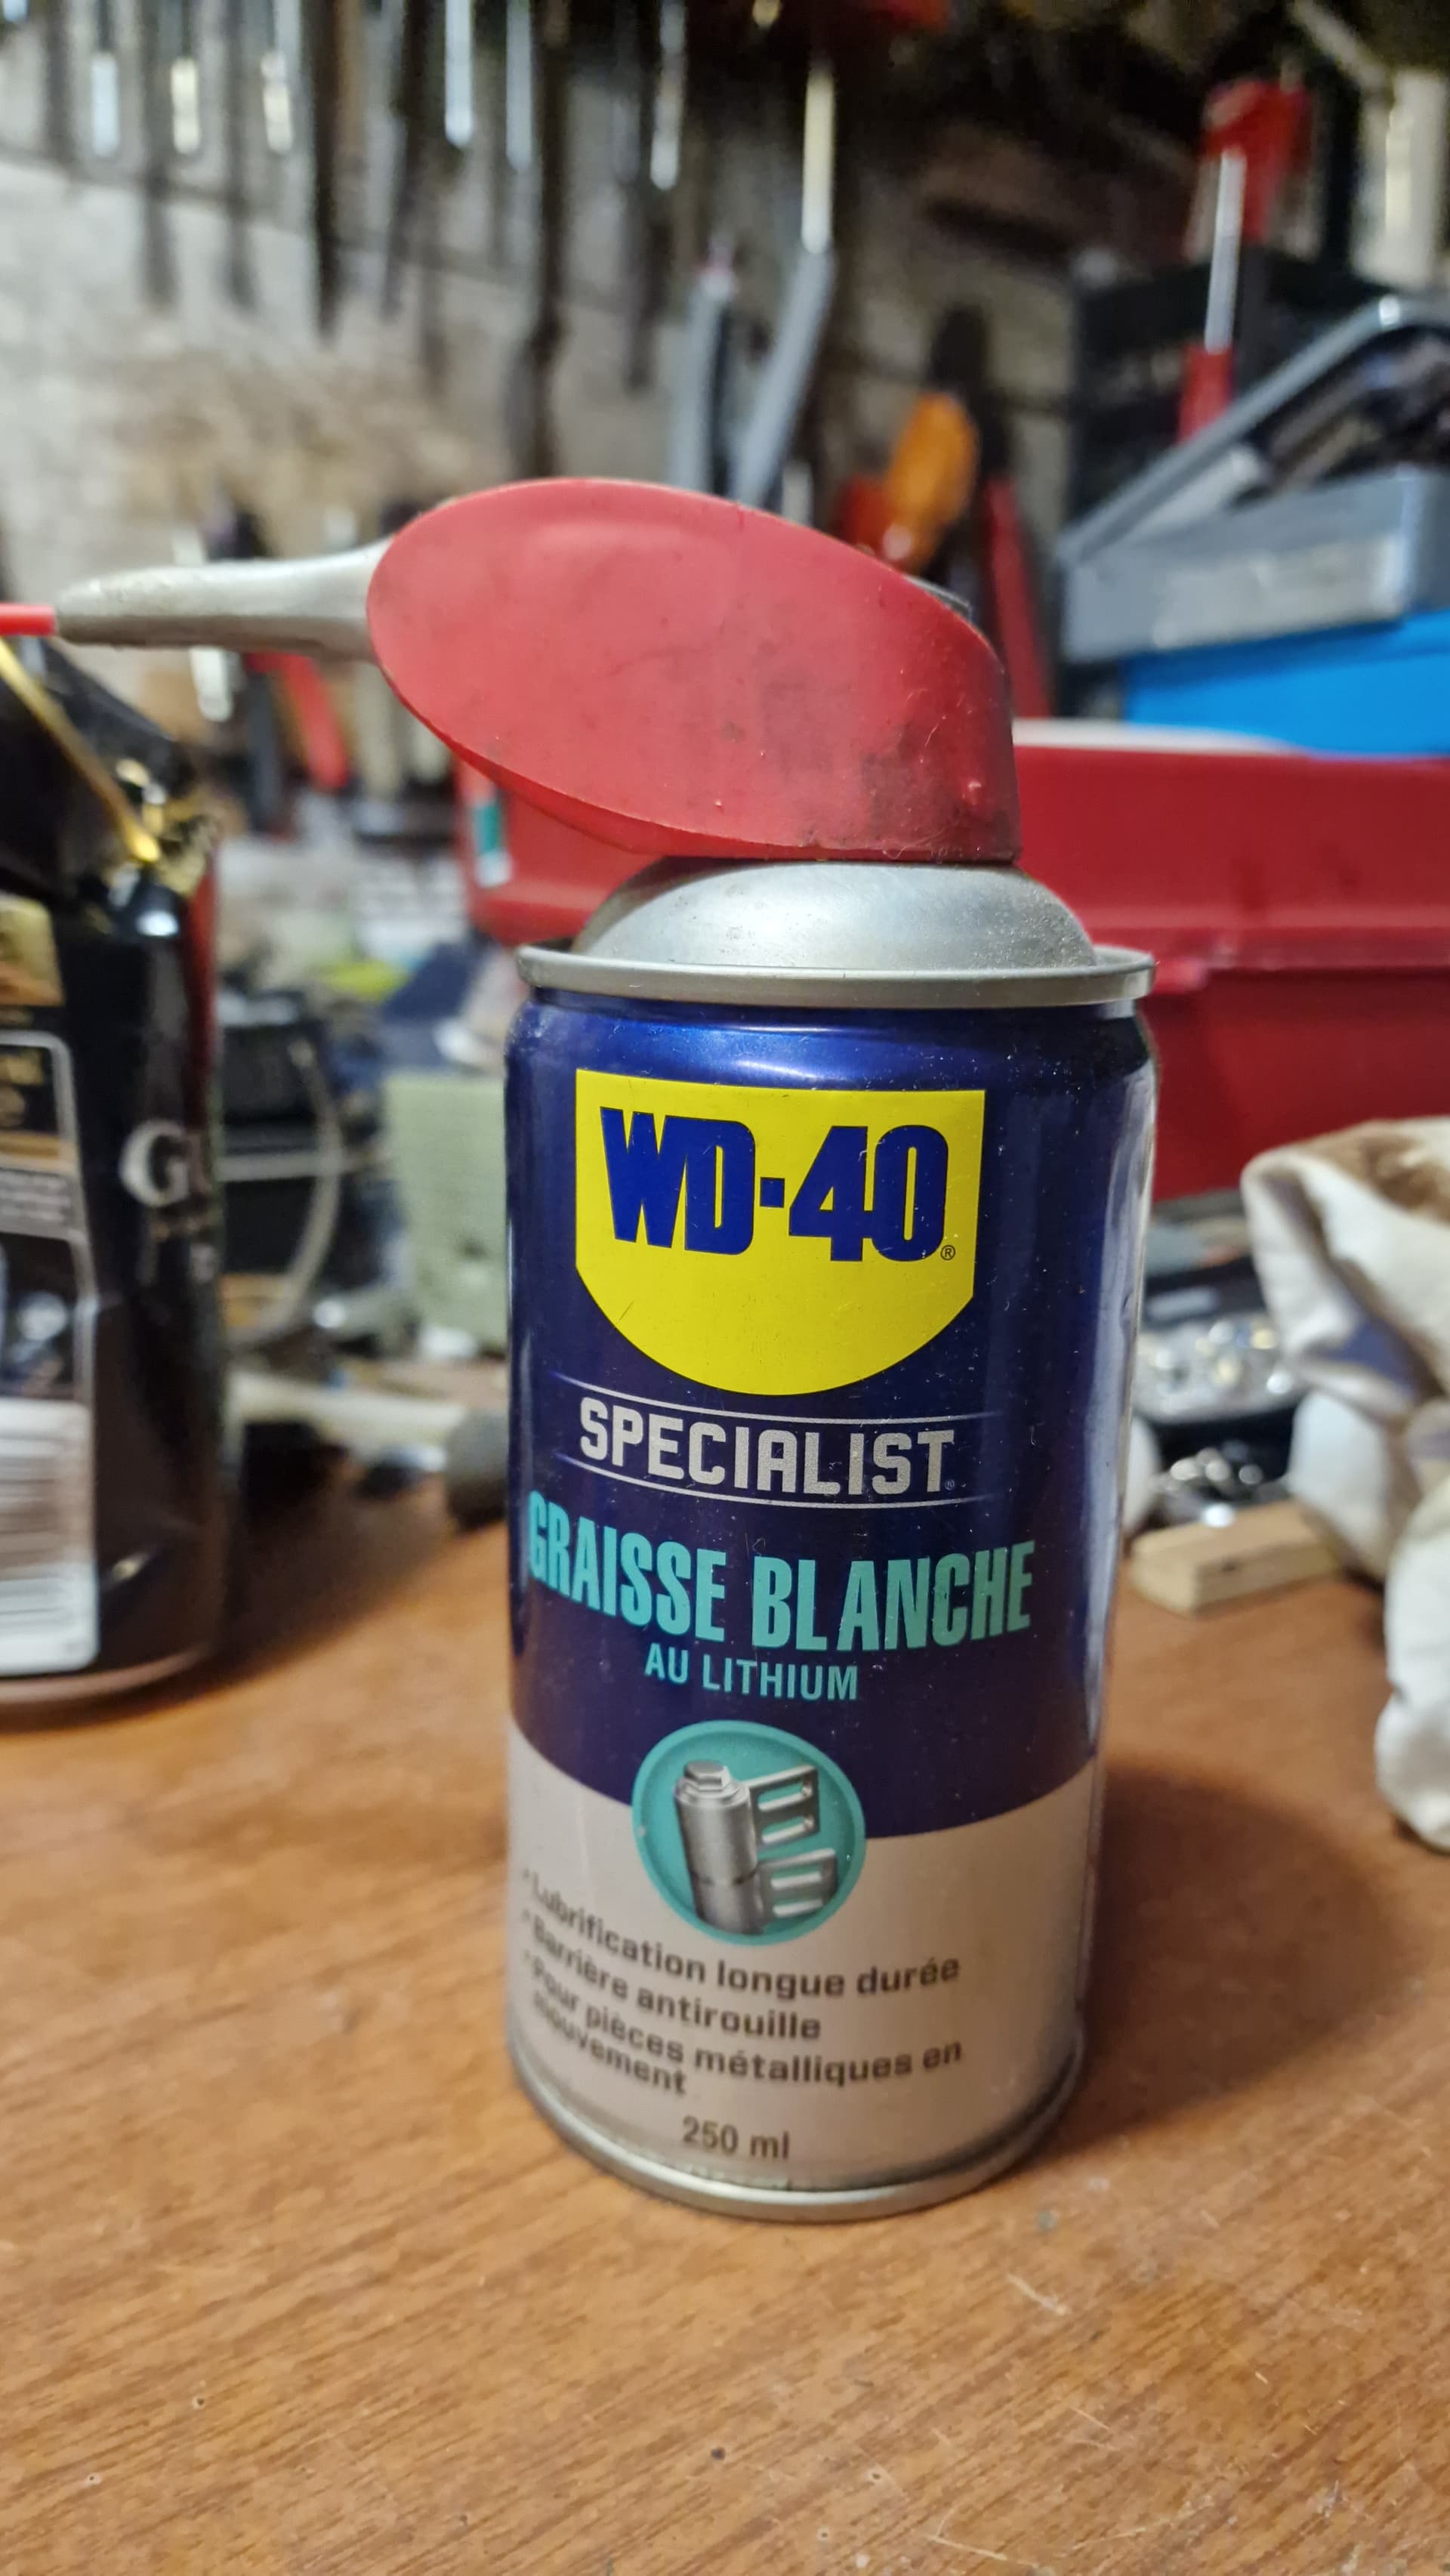 WD-40®
SPECIALIST
GRAISSE BLANCHE
AU LITHIUM
• Lubrification longue durée
• Barrière antirouille
• Pour pièces métalliques en
mouvement
250 ml